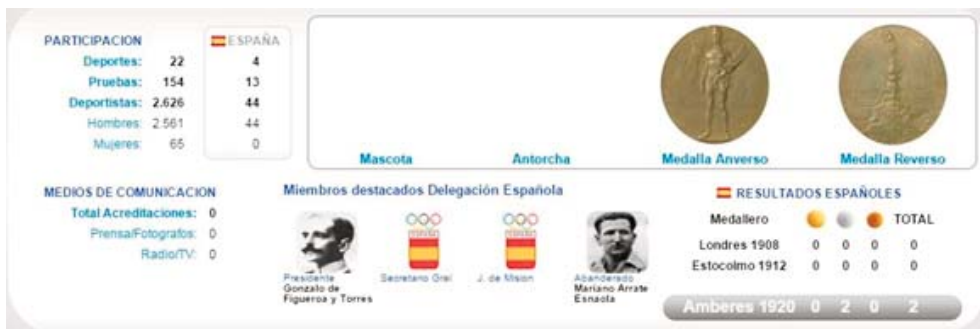 PARTICIPACION ESPAÑA
Deportes: 22 4
Pruebas: 154 13
Deportistas: 2.626 44
Hombres: 2.561 44
Mujeres: 65 0
Mascota Antorcha Medalla Anverso Medalla Reverso
MEDIOS DE COMUNICACION
Total Acreditaciones: 0
Prensa/Fotografos: 0
Radio/TV: 0
Miembros destacados Delegación Española
Presidente
Gonzalo de
Figueroa y Torres
Secretario Gral
J. de Mision
Abanderado
Mariano Arrate
Esnaola
RESULTADOS ESPAÑOLES
Medallero TOTAL
Londres 1908 0 0 0 0
Estocolmo 1912 0 0 0 0
Amberes 1920 0 2 0 2